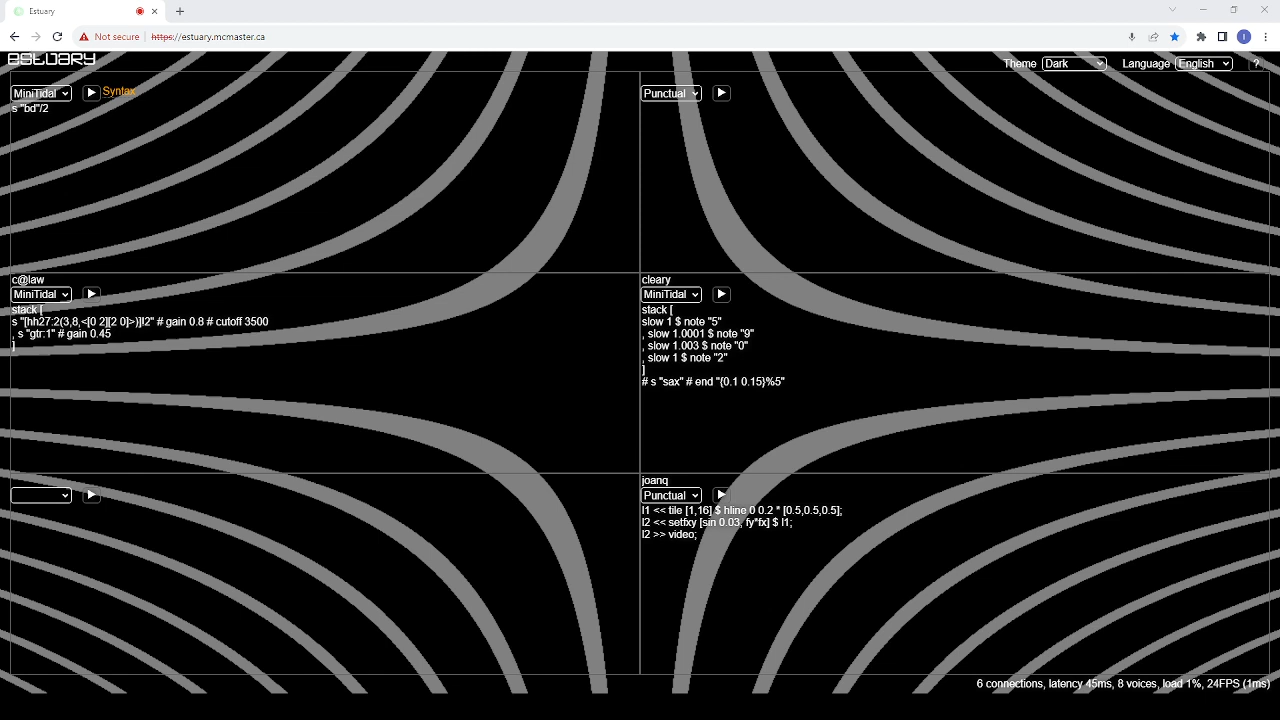 Estuary
Not secure https://estuary.mcmaster.ca
ESTUARY
Theme Dark Language English ?
MiniTidal Syntax
s "bd"/2
Punctual
c@law
MiniTidal
stack [
s "[hh27:2(3,8,<[0 2][2 0]>)]!2" # gain 0.8 # cutoff 3500
, s "gtr:1" # gain 0.45
]
cleary
MiniTidal
stack [
slow 1 $ note "5"
, slow 1.0001 $ note "9"
, slow 1.003 $ note "0"
, slow 1 $ note "2"
]
# s "sax" # end "{0.1 0.15}%5"
joanq
Punctual
l1 << tile [1,16] $ hline 0 0.2 * [0.5,0.5,0.5];
l2 << setfxy [sin 0.03, fy*fx] $ l1;
l2 >> video;
6 connections, latency 45ms, 8 voices, load 1%, 24FPS (1ms)